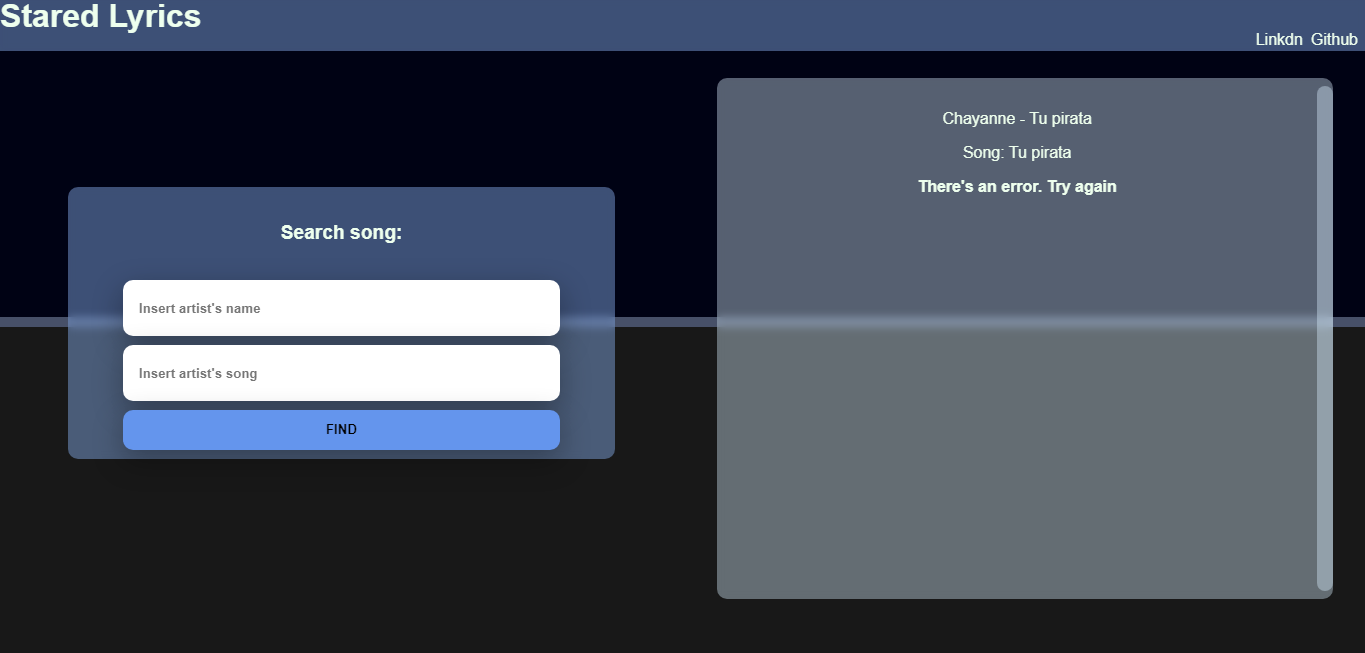 Stared Lyrics
Linkdn Github
Search song:
Insert artist's name
Insert artist's song
FIND
Chayanne - Tu pirata
Song: Tu pirata
There's an error. Try again